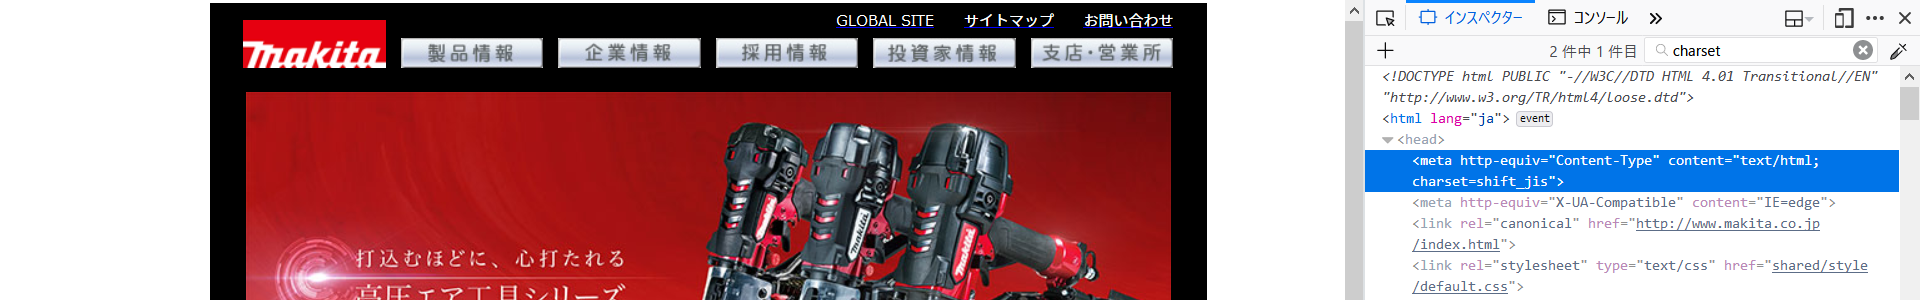 GLOBAL SITE サイトマップ お問い合わせ
makita
製品情報 企業情報 採用情報 投資家情報 支店・営業所
打込むほどに、心打たれる
高圧エア工具シリーズ
makita
makita
makita
インスペクター コンソール
2 件中 1 件目 charset
<!DOCTYPE html PUBLIC "-//W3C//DTD HTML 4.01 Transitional//EN"
"http://www.w3.org/TR/html4/loose.dtd">
<html lang="ja"> event
<head>
<meta http-equiv="Content-Type" content="text/html;
charset=shift_jis">
<meta http-equiv="X-UA-Compatible" content="IE=edge">
<link rel="canonical" href="http://www.makita.co.jp
/index.html">
<link rel="stylesheet" type="text/css" href="shared/style
/default.css">